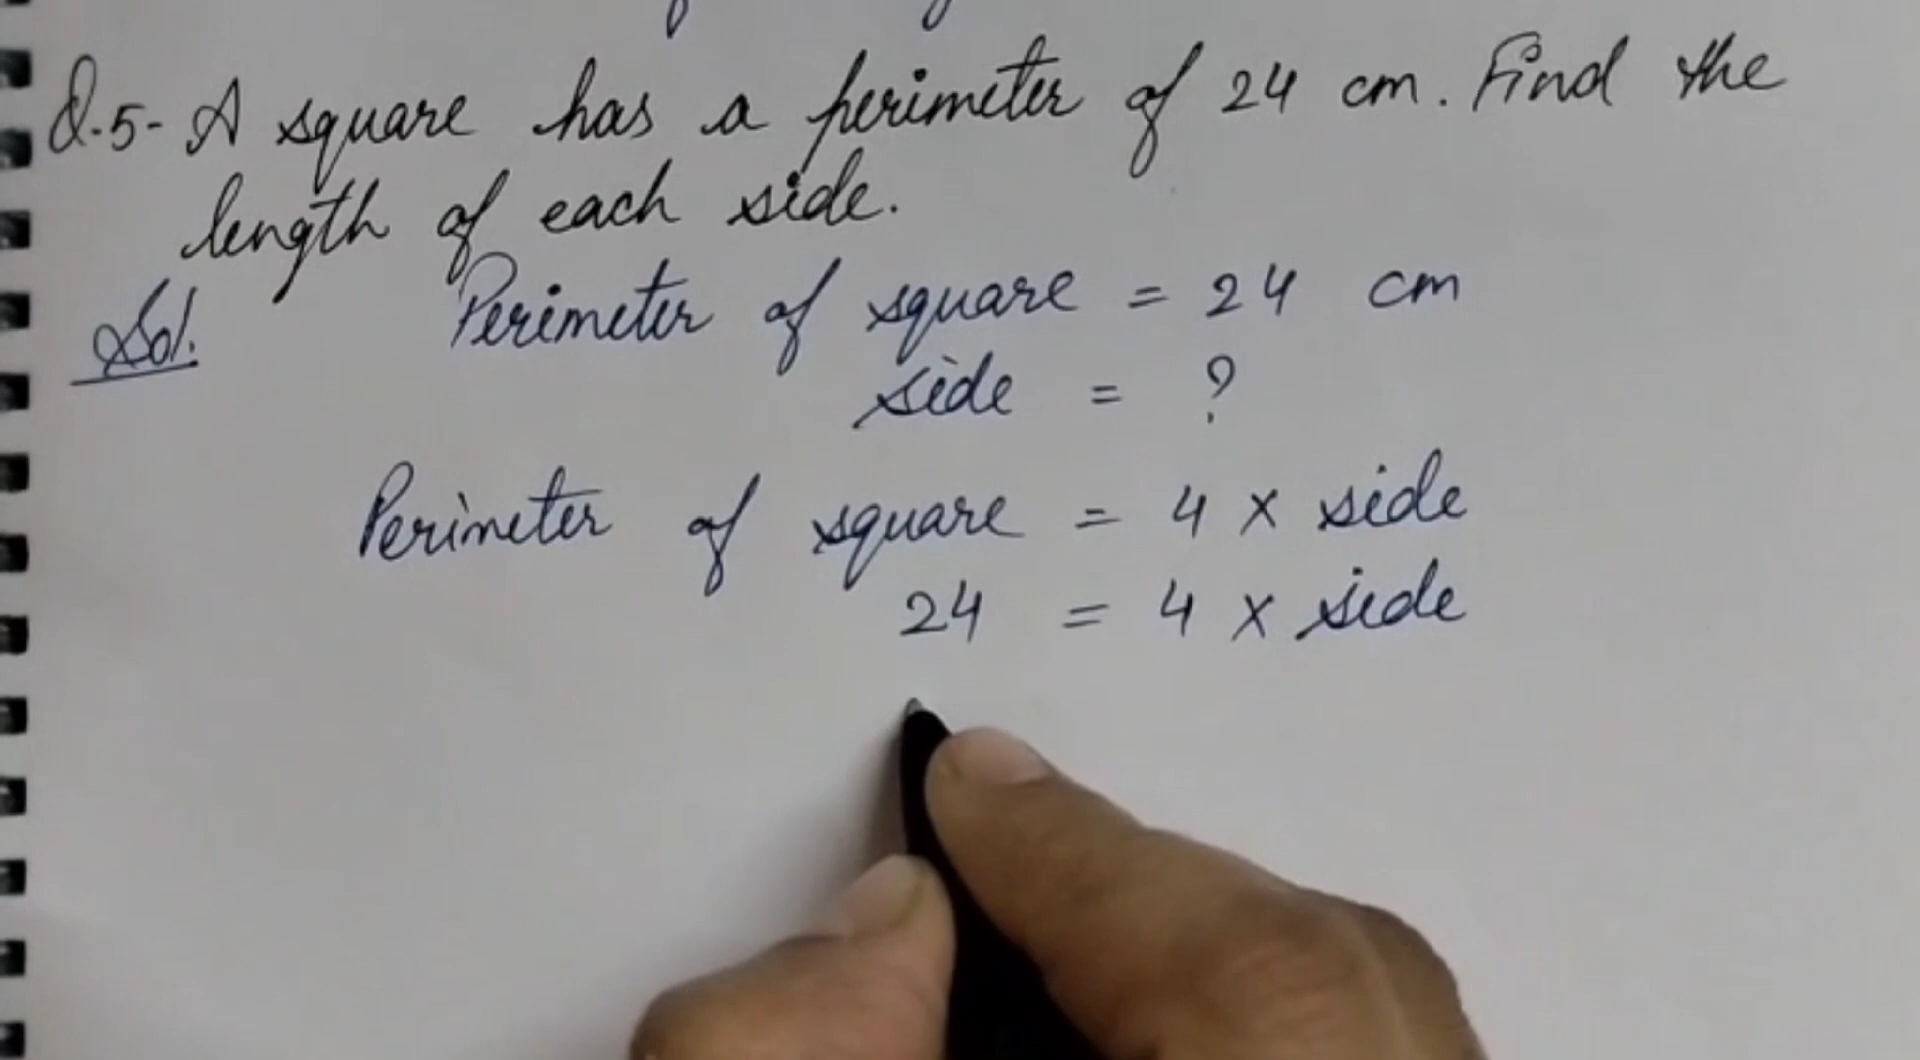 Q.5- A square has a perimeter of 24 cm. Find the
length of each side.
Sol. Perimeter of square = 24 cm
side = ?
Perimeter of square = 4 x side
24 = 4 x side